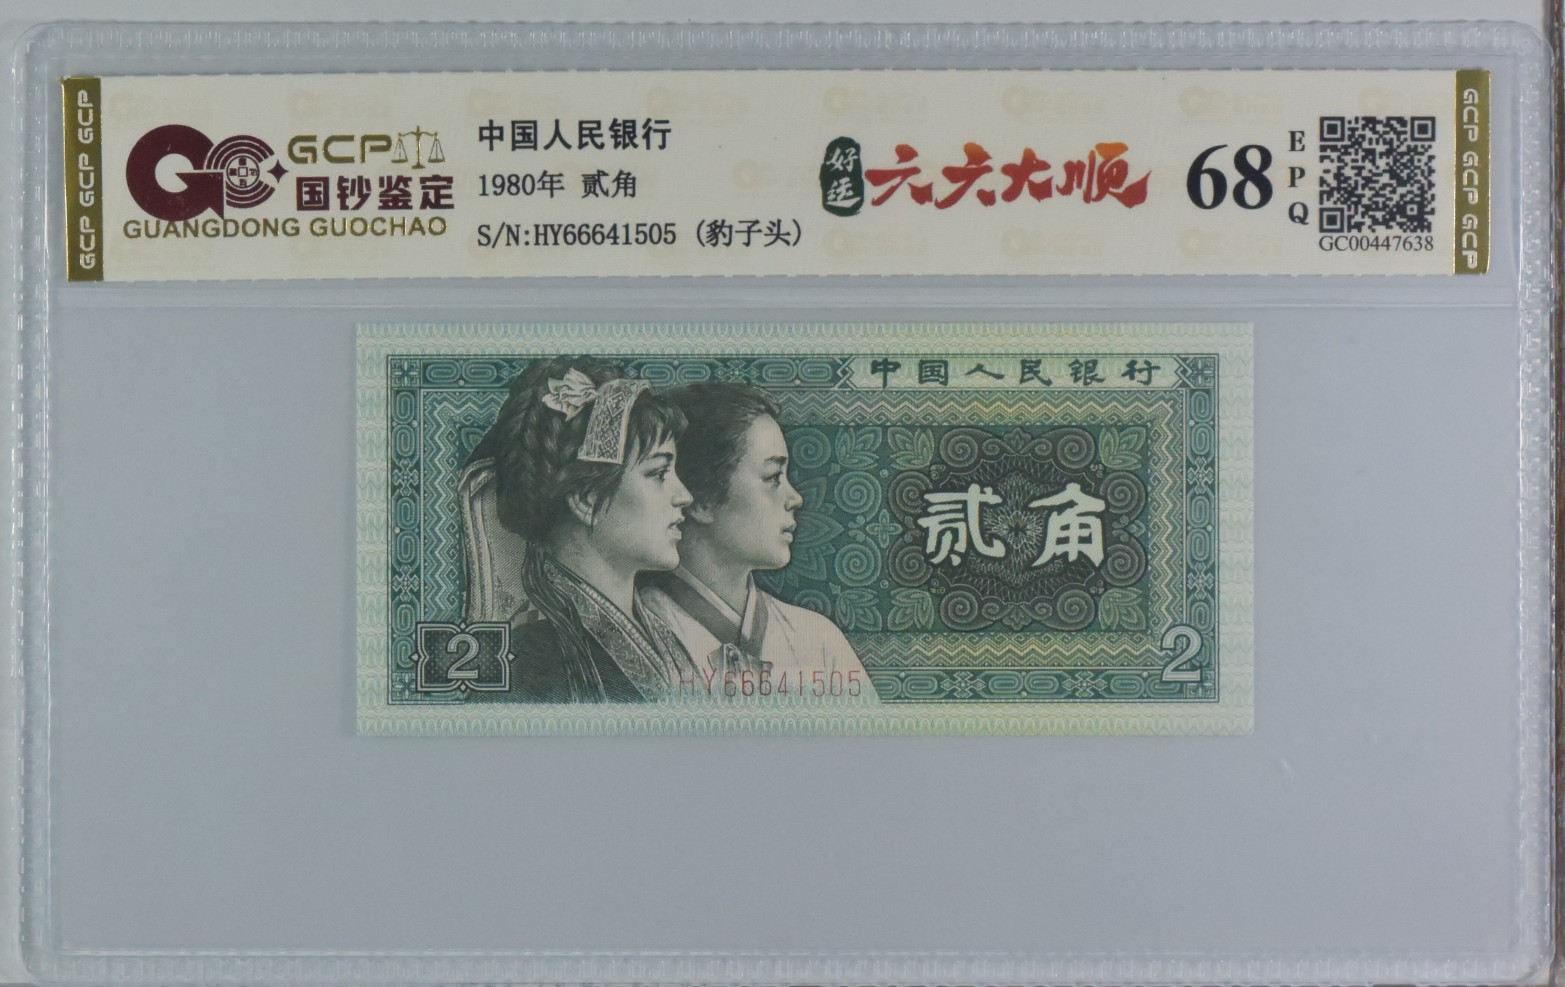 GCP GCP GCP
GCP
国钞鉴定
GUANGDONG GUOCHAO
中国人民银行
1980年 贰角
S/N:HY66641505 (豹子头)
好运
六六大顺
68
EPQ
GC00447638
GCP GCP GCP
中国人民银行
贰角
2
2
HY66641505